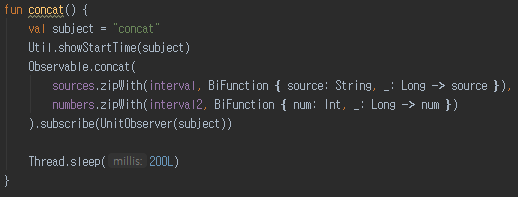 fun concat() {
    val subject = "concat"
    Util.showStartTime(subject)
    Observable.concat(
        sources.zipWith(interval, BiFunction { source: String, _: Long -> source }),
        numbers.zipWith(interval2, BiFunction { num: Int, _: Long -> num })
    ).subscribe(UnitObserver(subject))

    Thread.sleep( millis: 200L)
}